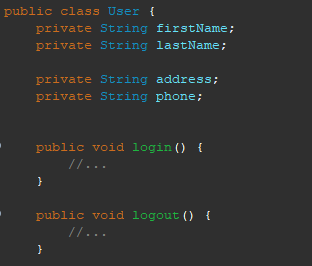 public class User {
    private String firstName;
    private String lastName;

    private String address;
    private String phone;

    public void login() {
        //...
    }

    public void logout() {
        //...
    }